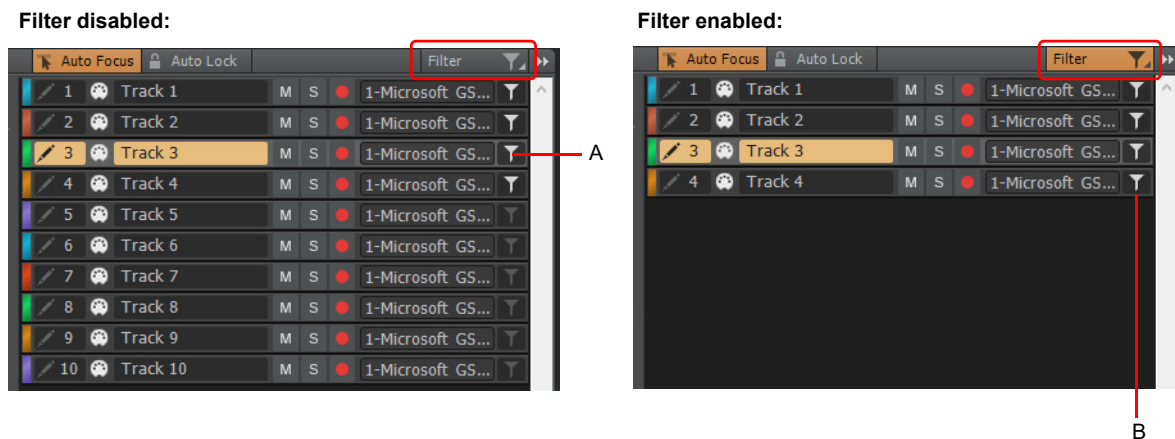 Filter disabled:
Auto Focus Auto Lock Filter
1 Track 1 M S 1-Microsoft GS...
2 Track 2 M S 1-Microsoft GS...
3 Track 3 M S 1-Microsoft GS...
A
4 Track 4 M S 1-Microsoft GS...
5 Track 5 M S 1-Microsoft GS...
6 Track 6 M S 1-Microsoft GS...
7 Track 7 M S 1-Microsoft GS...
8 Track 8 M S 1-Microsoft GS...
9 Track 9 M S 1-Microsoft GS...
10 Track 10 M S 1-Microsoft GS...
Filter enabled:
Auto Focus Auto Lock Filter
1 Track 1 M S 1-Microsoft GS...
2 Track 2 M S 1-Microsoft GS...
3 Track 3 M S 1-Microsoft GS...
4 Track 4 M S 1-Microsoft GS...
B